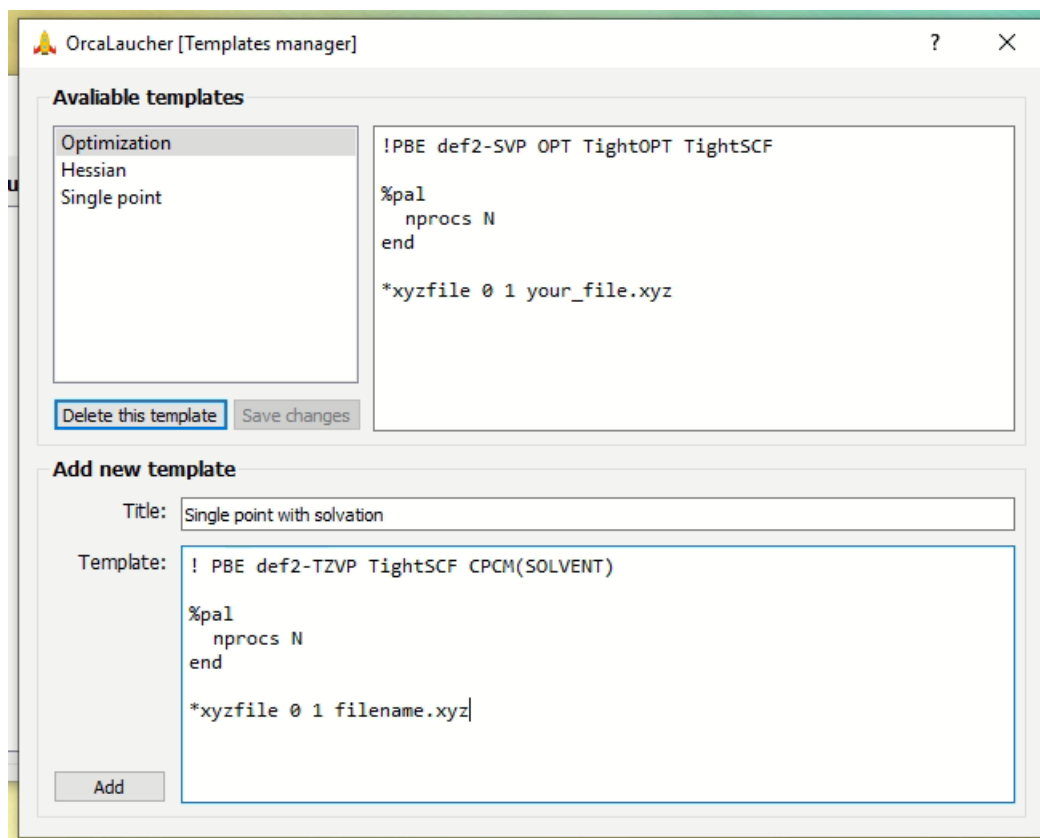 OrcaLaucher [Templates manager]
?
Avaliable templates
Optimization
Hessian
Single point
!PBE def2-SVP OPT TightOPT TightSCF
%pal
nprocs N
end
*xyzfile 0 1 your_file.xyz
Delete this template
Save changes
Add new template
Title:
Single point with solvation
Template:
! PBE def2-TZVP TightSCF CPCM(SOLVENT)
%pal
nprocs N
end
*xyzfile 0 1 filename.xyz
Add